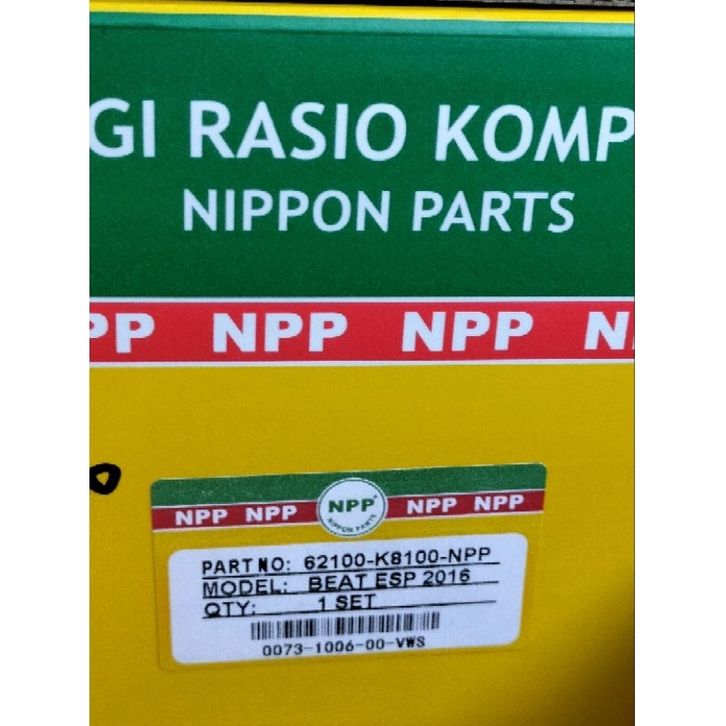 GI RASIO KOMP
NIPPON PARTS
PP NPP NPP N
NPP NPP NPP NIPPON PARTS NPP NPP
PART NO: 62100-K8100-NPP
MODEL: BEAT ESP 2016
QTY: 1 SET
0073-1006-00-VWS